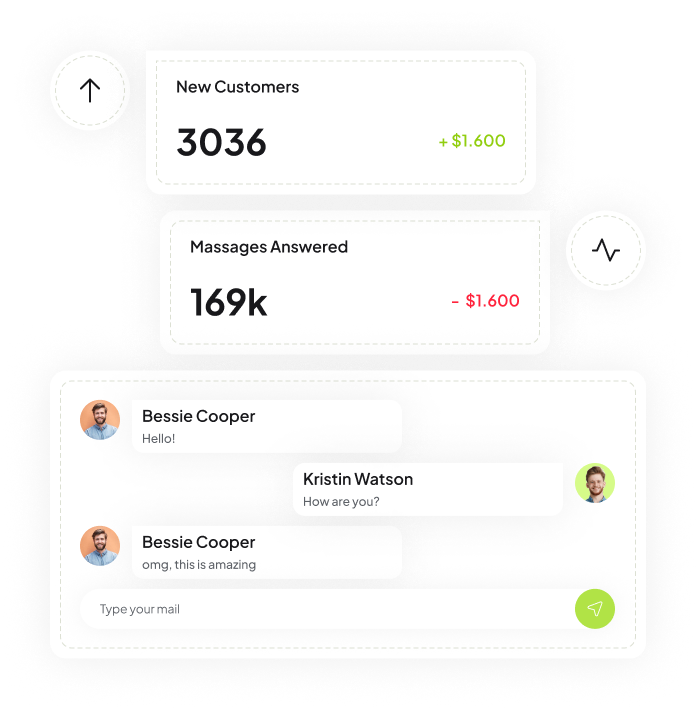 New Customers
3036
+ $1.600
Massages Answered
169k
- $1.600
Bessie Cooper
Hello!
Kristin Watson
How are you?
Bessie Cooper
omg, this is amazing
Type your mail